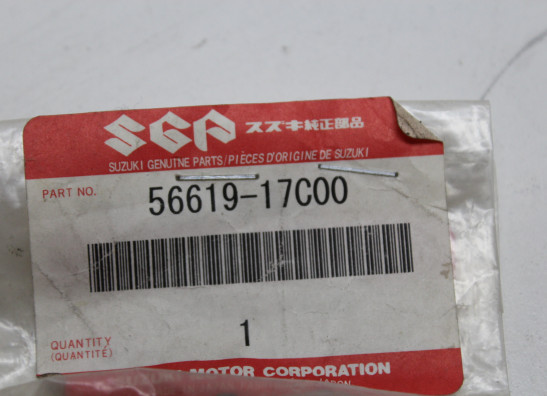 SGP スズキ純正部品
SUZUKI GENUINE PARTS/PIÈCES D'ORIGINE DE SUZUKI
PART NO. 56619-17C00
QUANTITY 1
(QUANTITÉ)
MOTOR CORPORATION